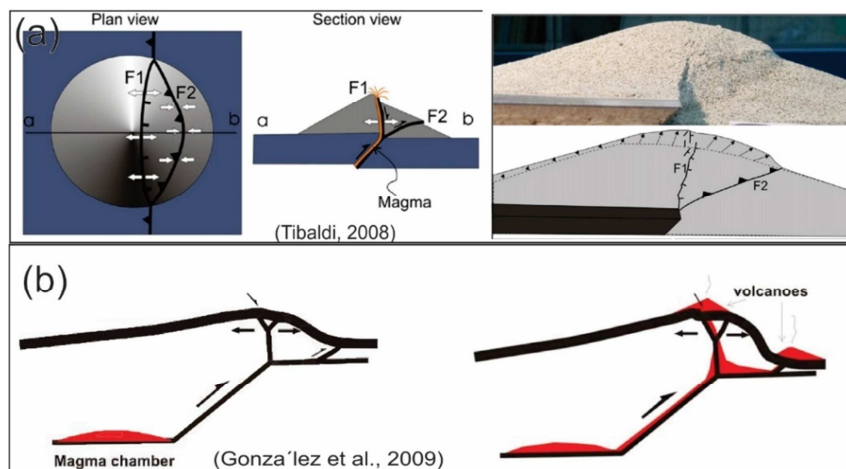 (a)
Plan view
F1
F2
a
b
Section view
F1
a
F2
b
Magma
(Tibaldi, 2008)
F1
F2
(b)
volcanoes
Magma chamber
(Gonza´lez et al., 2009)